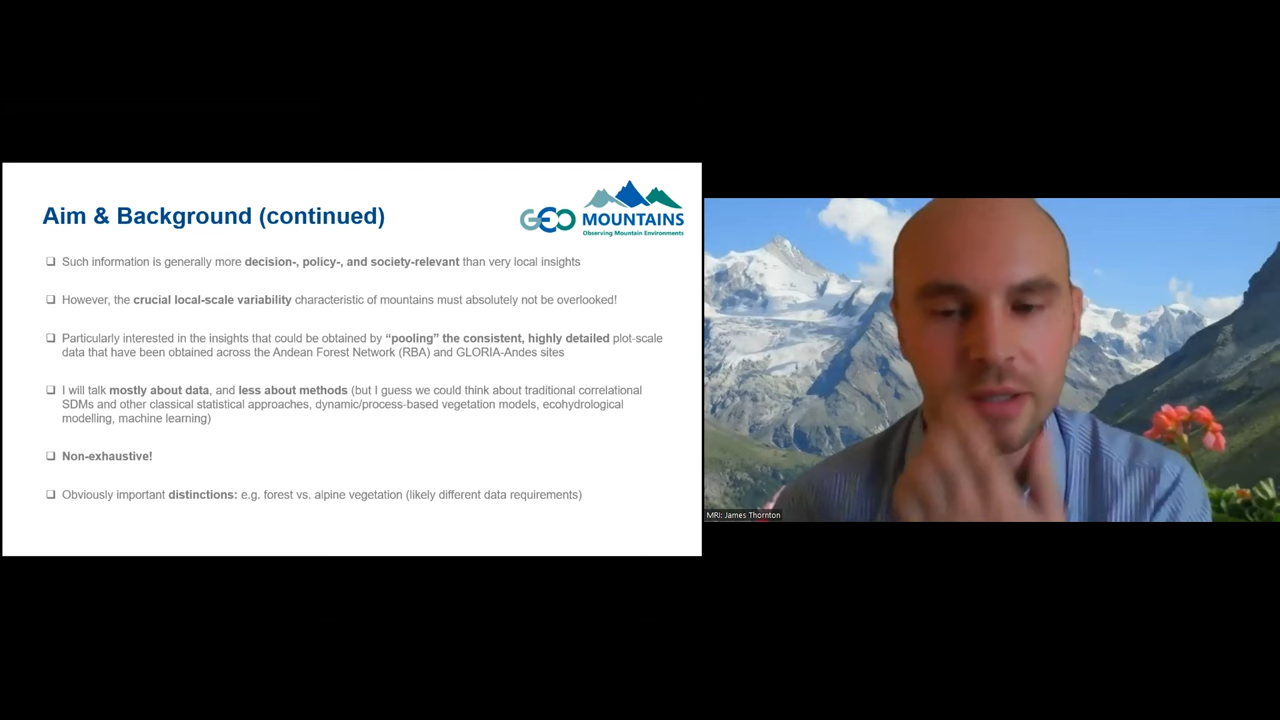 Aim & Background (continued)
GEO MOUNTAINS
Observing Mountain Environments
❑ Such information is generally more decision-, policy-, and society-relevant than very local insights
❑ However, the crucial local-scale variability characteristic of mountains must absolutely not be overlooked!
❑ Particularly interested in the insights that could be obtained by “pooling” the consistent, highly detailed plot-scale
data that have been obtained across the Andean Forest Network (RBA) and GLORIA-Andes sites
❑ I will talk mostly about data, and less about methods (but I guess we could think about traditional correlational
SDMs and other classical statistical approaches, dynamic/process-based vegetation models, ecohydrological
modelling, machine learning)
❑ Non-exhaustive!
❑ Obviously important distinctions: e.g. forest vs. alpine vegetation (likely different data requirements)
MRI: James Thornton